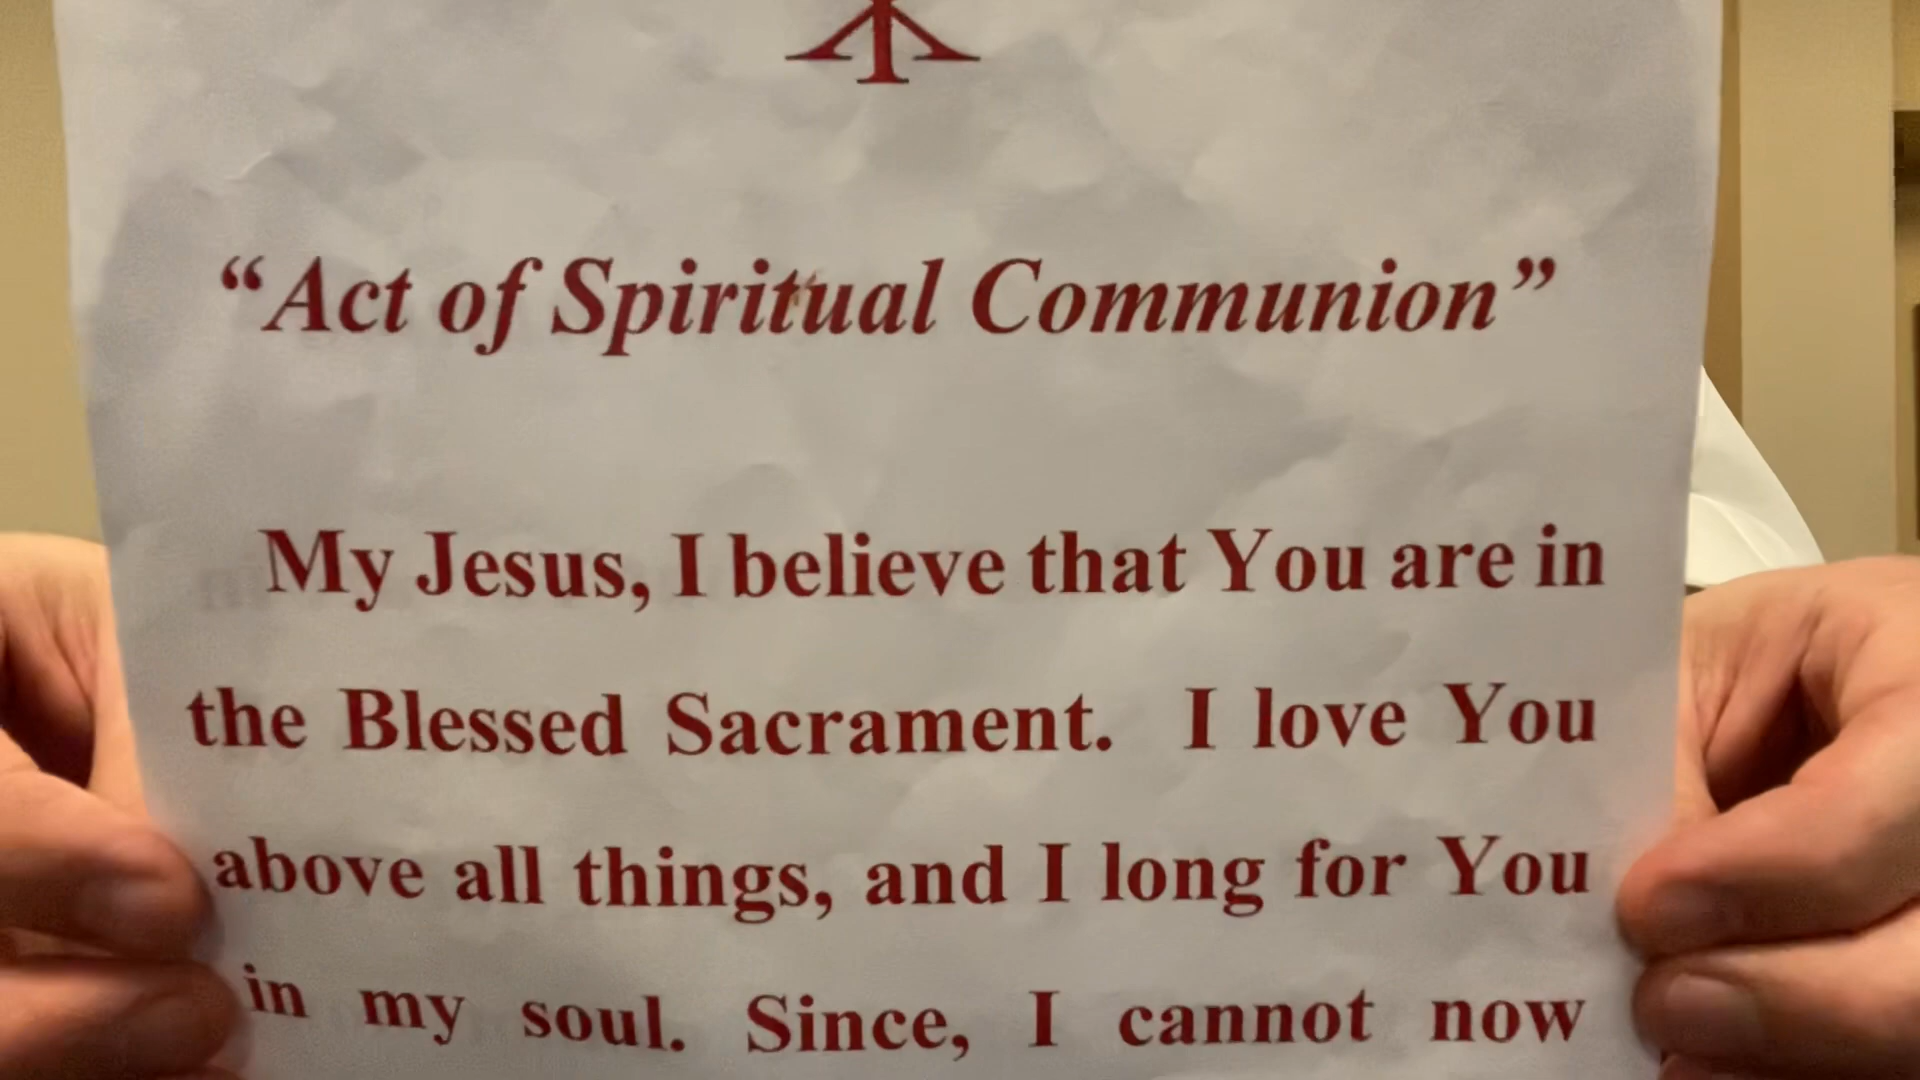 “Act of Spiritual Communion”
My Jesus, I believe that You are in
the Blessed Sacrament. I love You
above all things, and I long for You
in my soul. Since, I cannot now